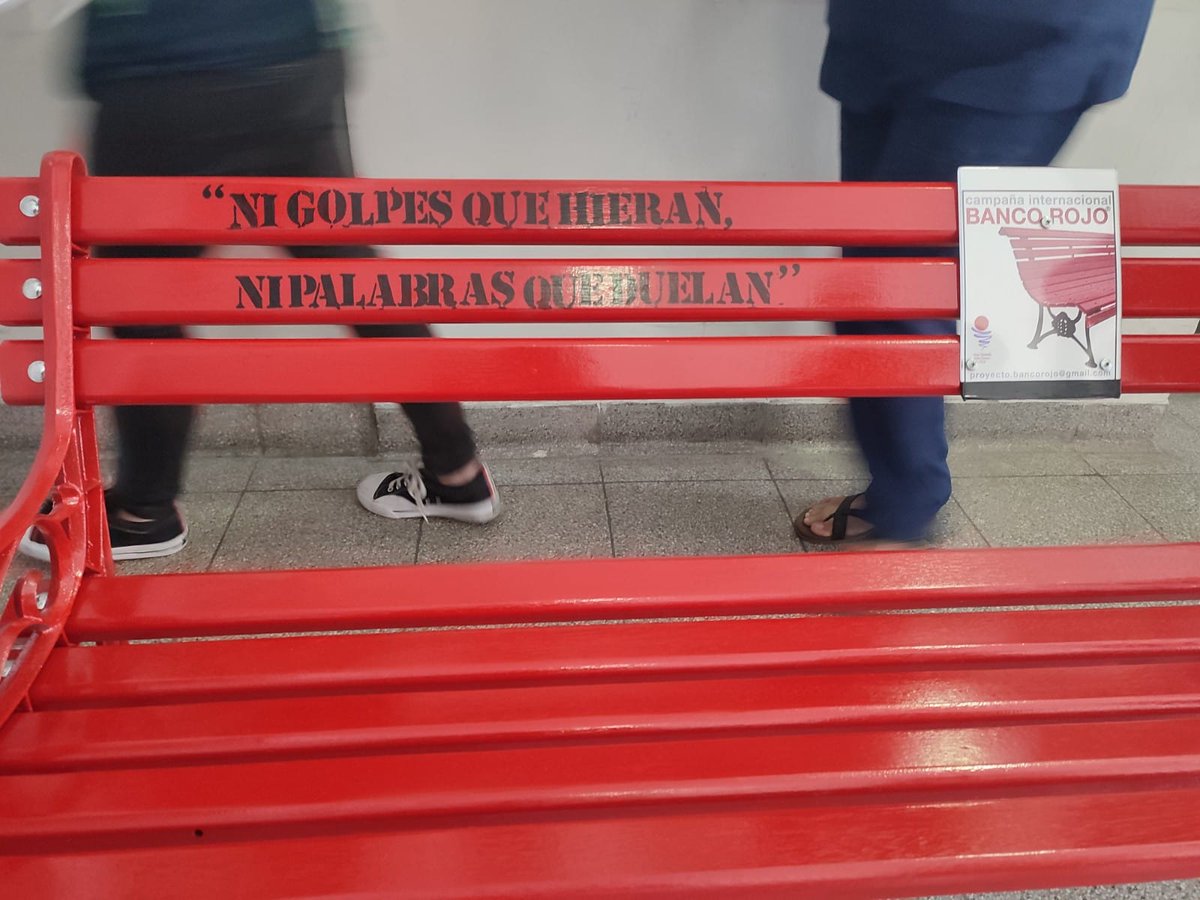 “NI GOLPES QUE HIERAN,
NI PALABRAS QUE DUELAN”
campaña internacional
BANCO ROJO®
proyecto.bancorojo@gmail.com